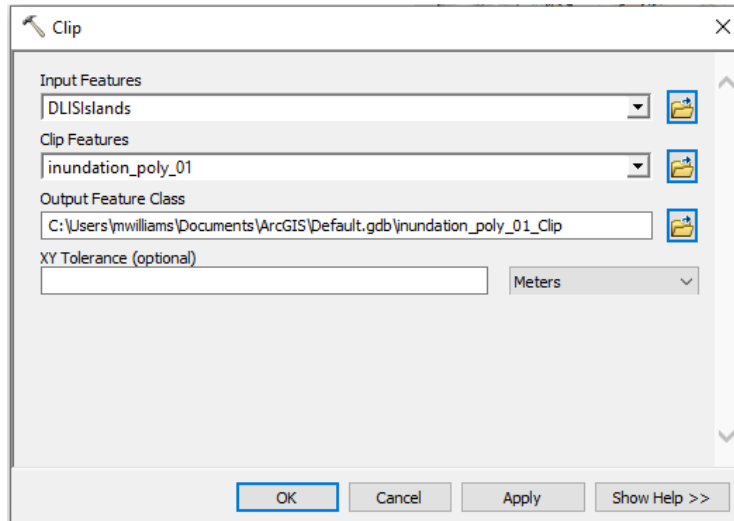 Clip
Input Features
DLISIslands
Clip Features
inundation_poly_01
Output Feature Class
C:\Users\mwilliams\Documents\ArcGIS\Default.gdb\inundation_poly_01_Clip
XY Tolerance (optional)
Meters
OK Cancel Apply Show Help >>